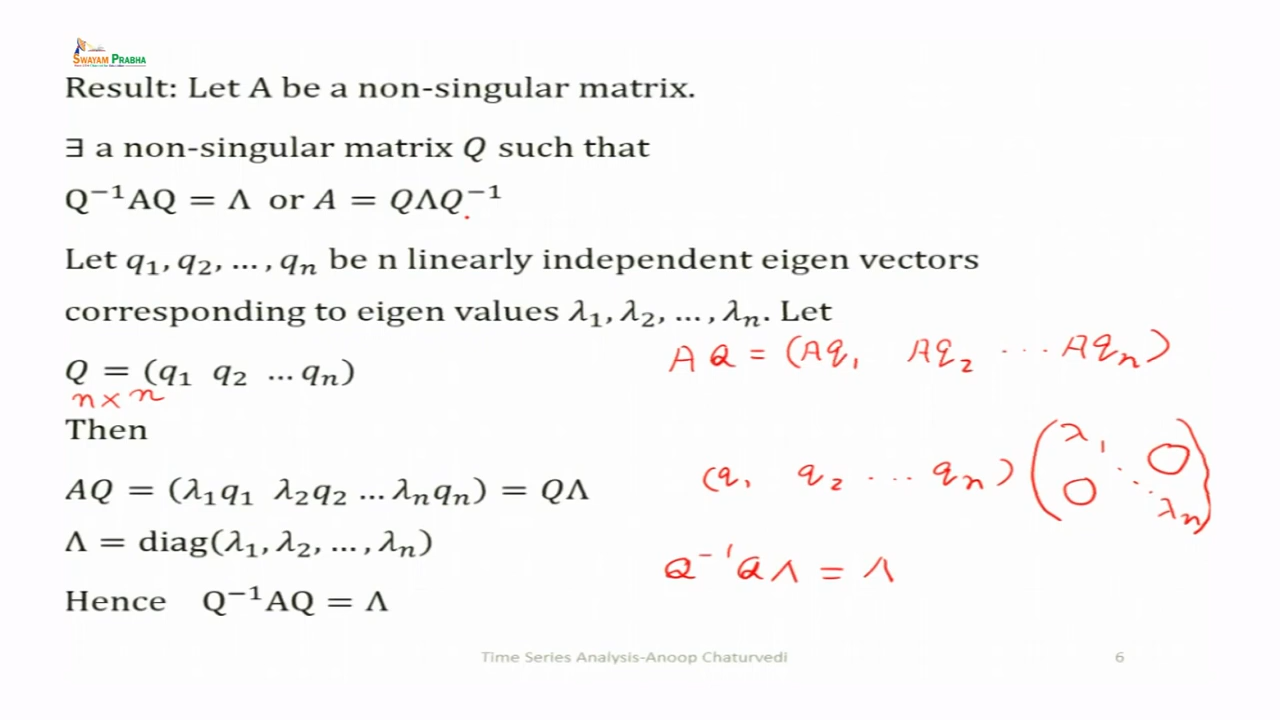 SWAYAM PRABHA
Result: Let A be a non-singular matrix.
∃ a non-singular matrix Q such that
Q⁻¹AQ = Λ or A = QΛQ⁻¹
Let q₁, q₂, …, qₙ be n linearly independent eigen vectors
corresponding to eigen values λ₁, λ₂, …, λₙ. Let
AQ = (Aq₁ Aq₂ ⋯ Aqₙ)
Q = (q₁ q₂ … qₙ)
n × n
Then
(q₁ q₂ ⋯ qₙ) (λ₁ 0 ⋱ 0 λₙ)
AQ = (λ₁q₁ λ₂q₂ … λₙqₙ) = QΛ
Λ = diag(λ₁, λ₂, …, λₙ)
Q⁻¹QΛ = Λ
Hence Q⁻¹AQ = Λ
Time Series Analysis-Anoop Chaturvedi 6